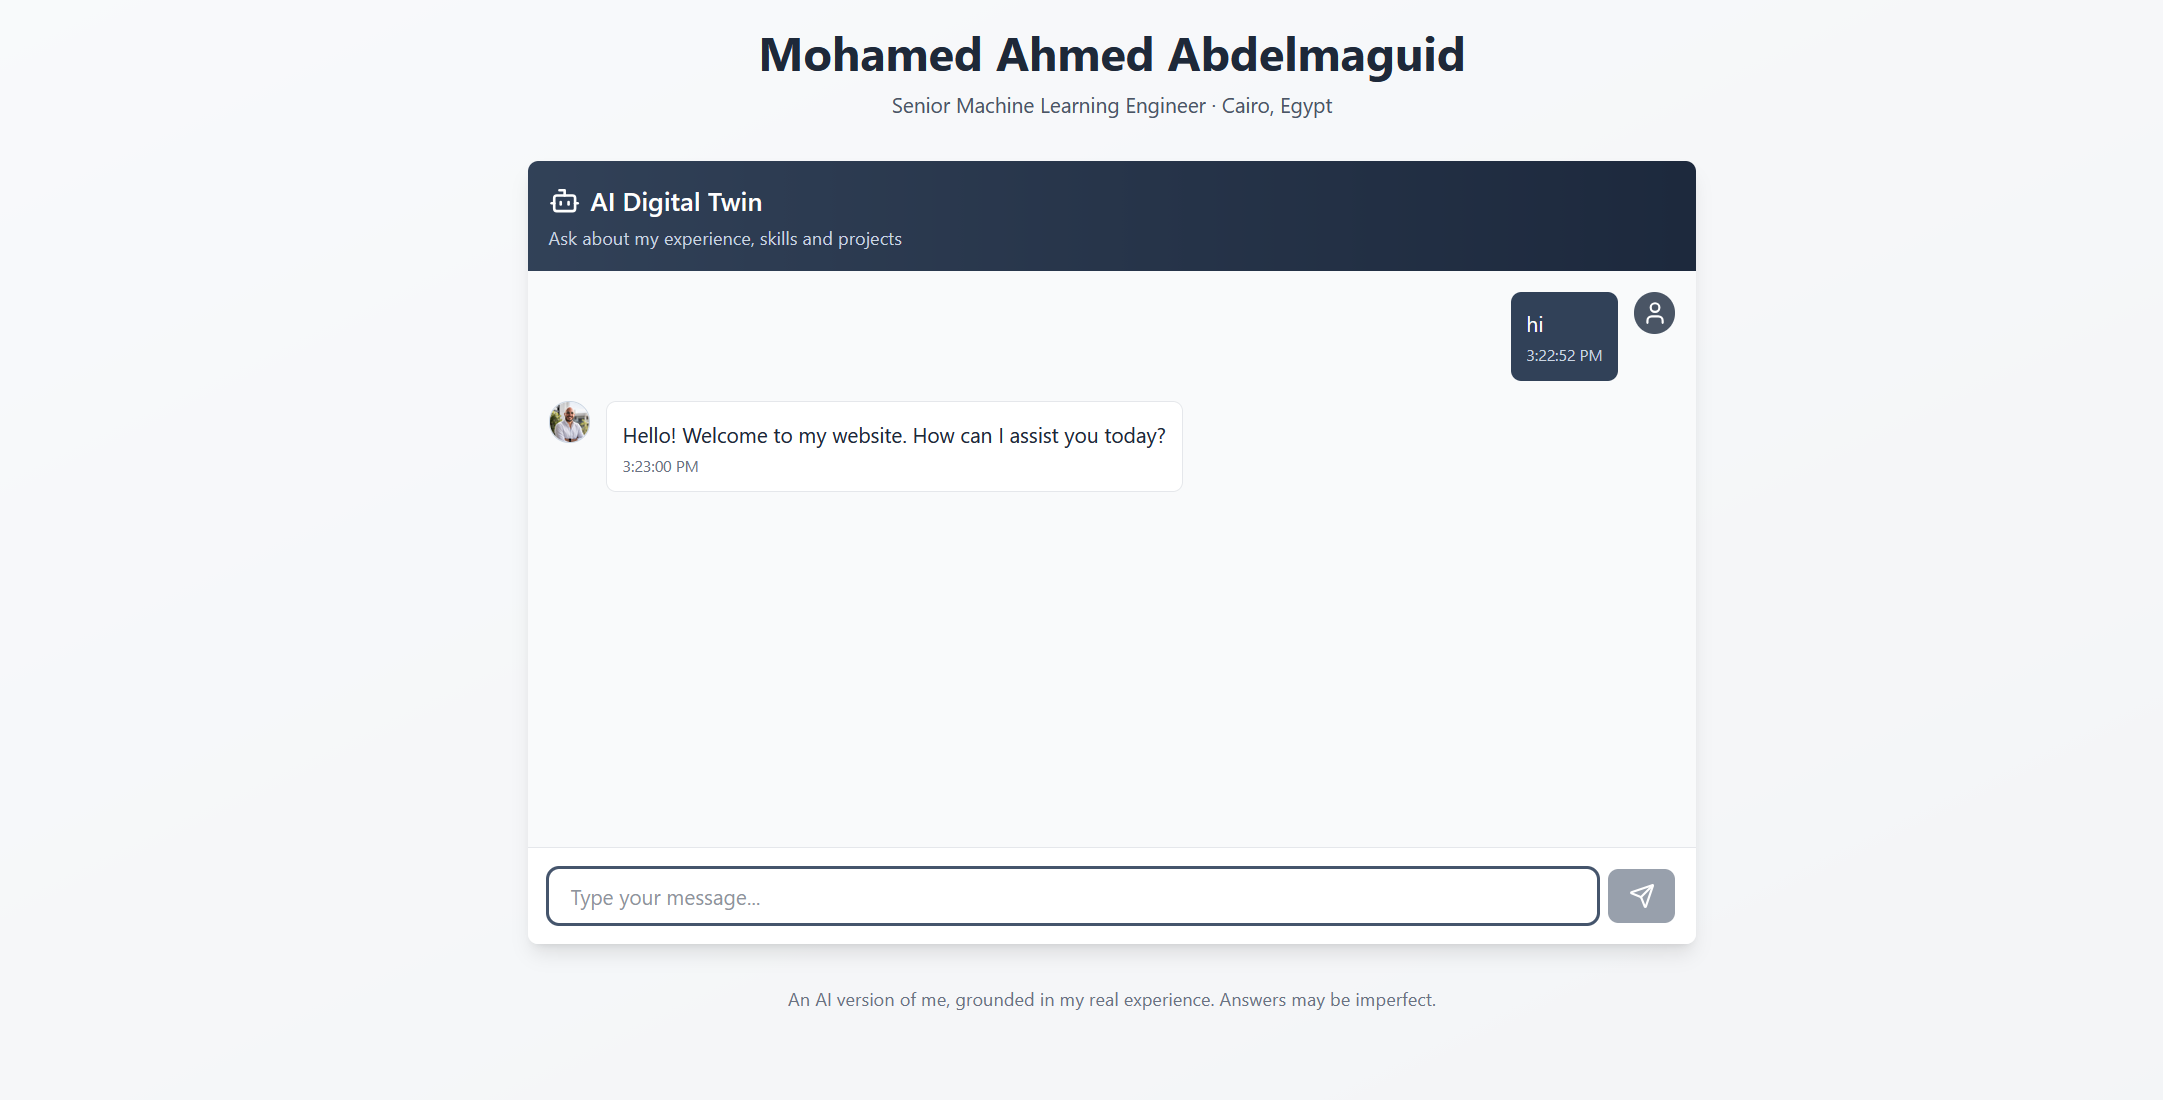 Mohamed Ahmed Abdelmaguid
Senior Machine Learning Engineer · Cairo, Egypt
AI Digital Twin
Ask about my experience, skills and projects
hi
3:22:52 PM
Hello! Welcome to my website. How can I assist you today?
3:23:00 PM
Type your message...
An AI version of me, grounded in my real experience. Answers may be imperfect.